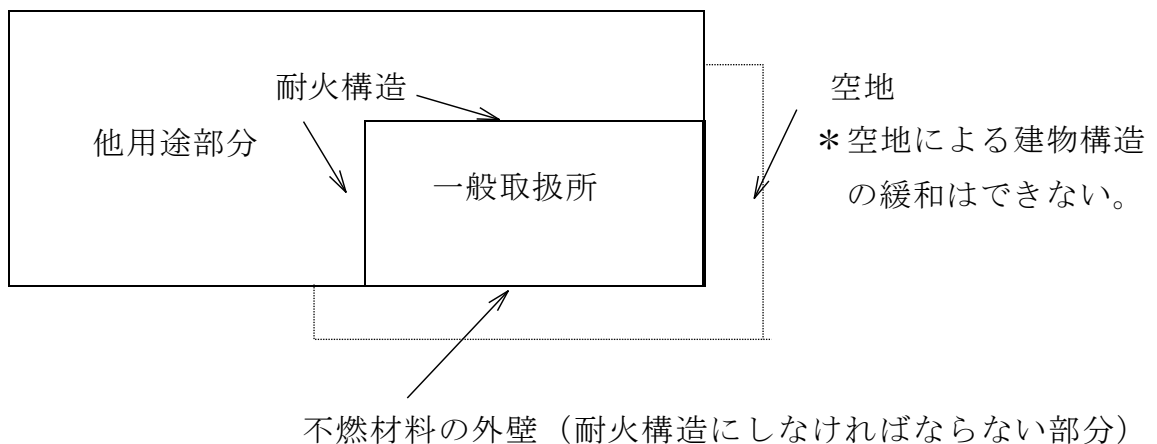 耐火構造
空地
他用途部分
＊空地による建物構造
一般取扱所
の緩和はできない。
不燃材料の外壁（耐火構造にしなければならない部分）